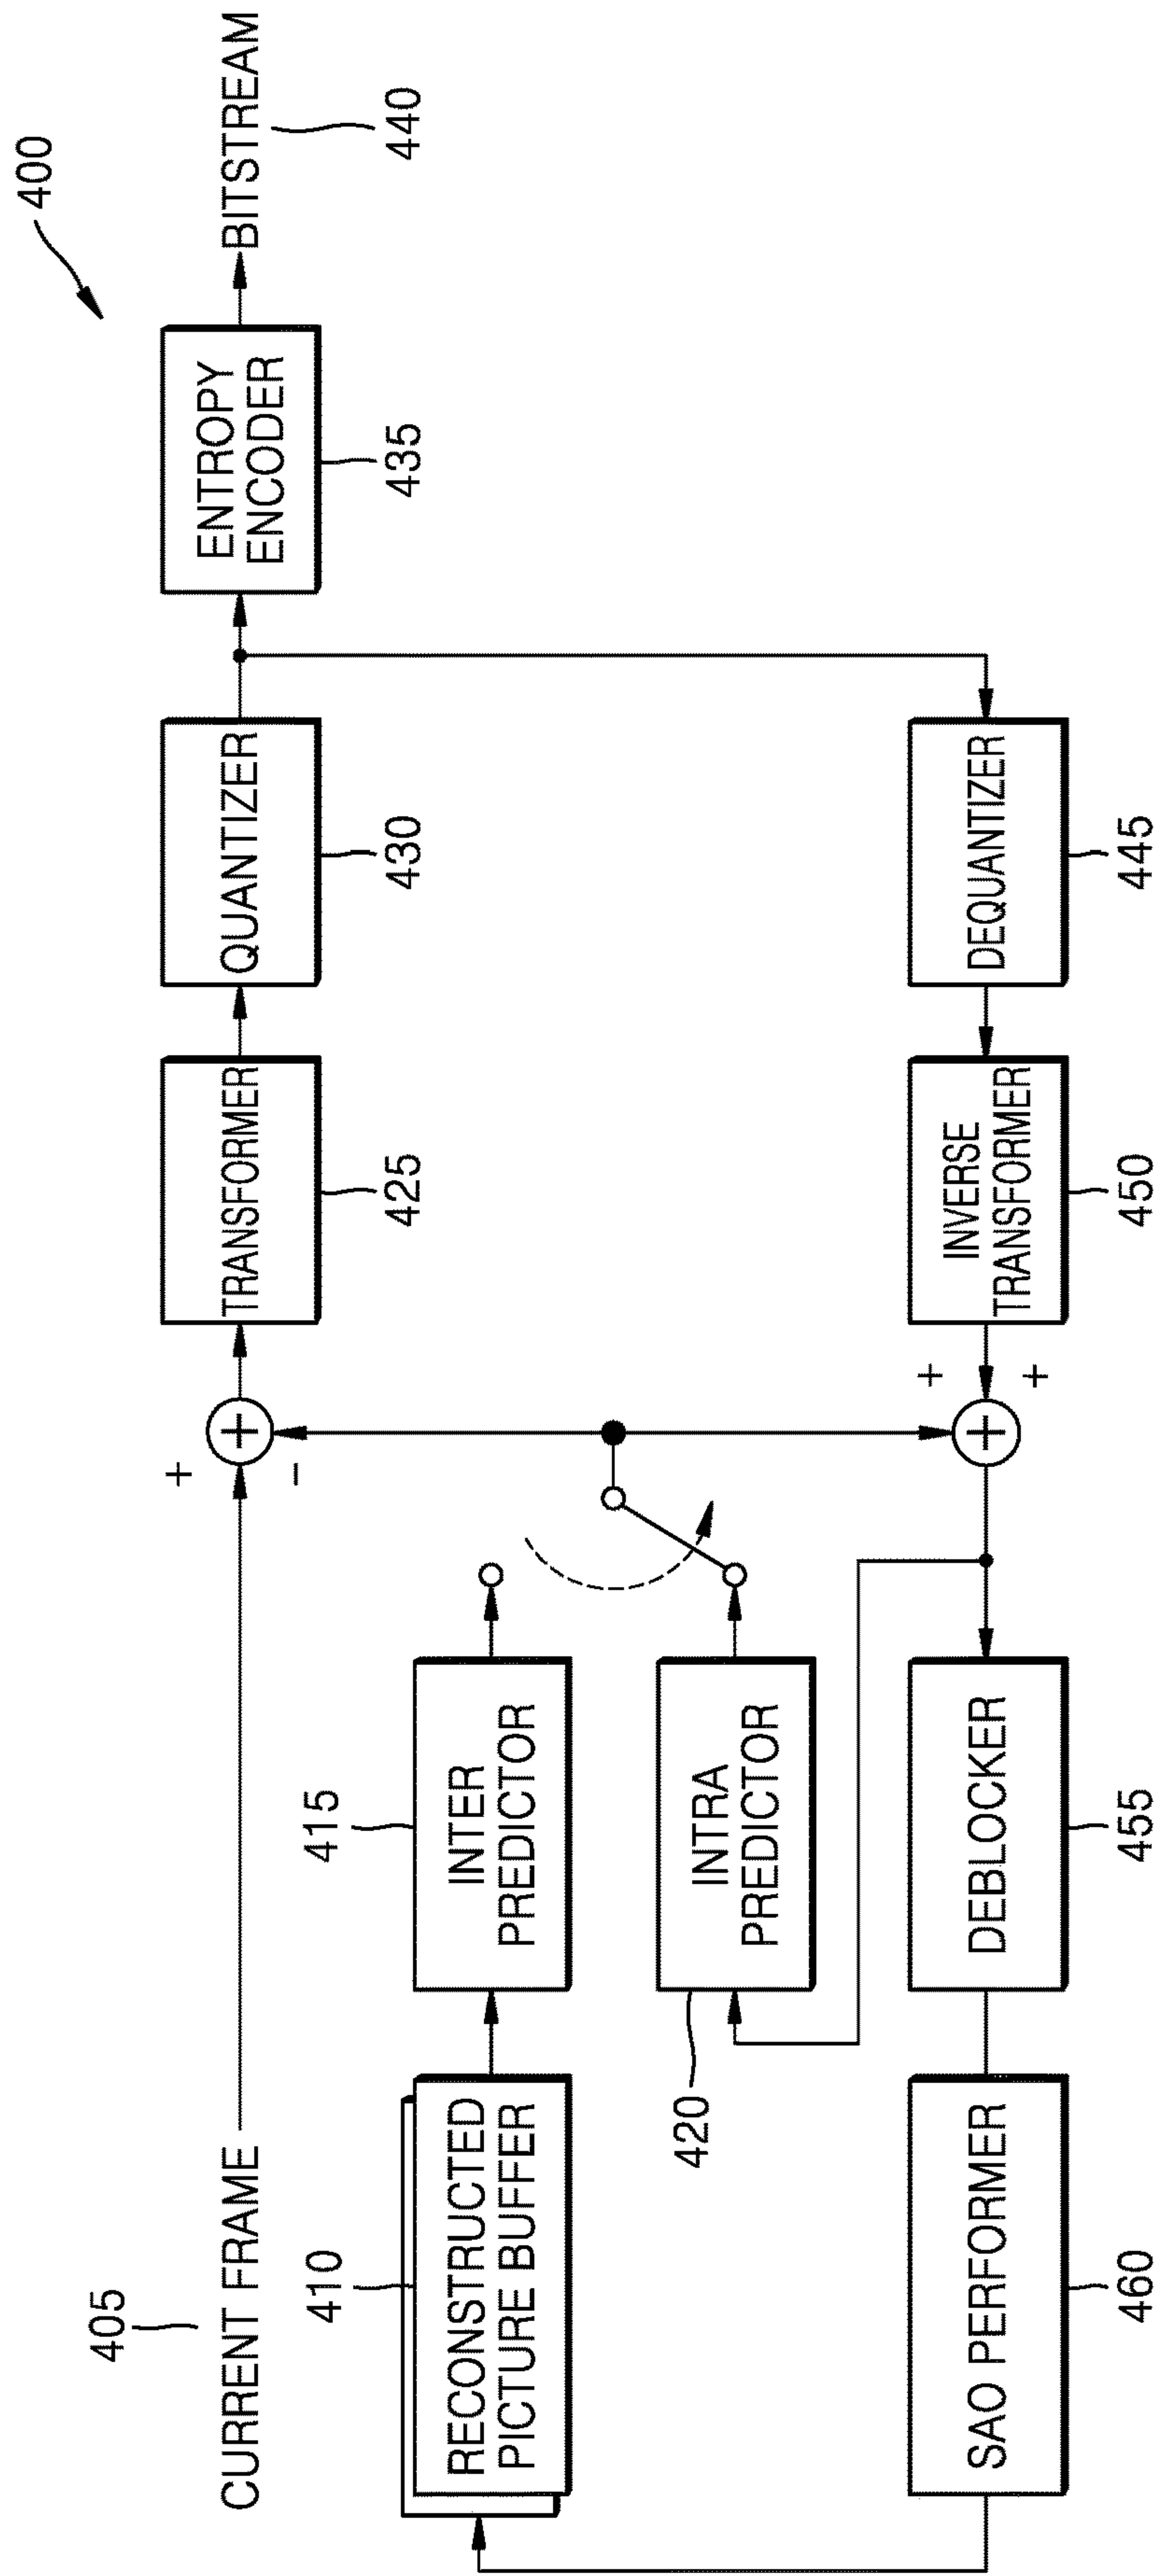 400
CURRENT FRAME
405
+
−
+
TRANSFORMER
425
QUANTIZER
430
ENTROPY
ENCODER
435
BITSTREAM
440
RECONSTRUCTED
PICTURE BUFFER
410
INTER
PREDICTOR
415
INTRA
PREDICTOR
420
SAO PERFORMER
460
DEBLOCKER
455
+
+
+
INVERSE
TRANSFORMER
450
DEQUANTIZER
445